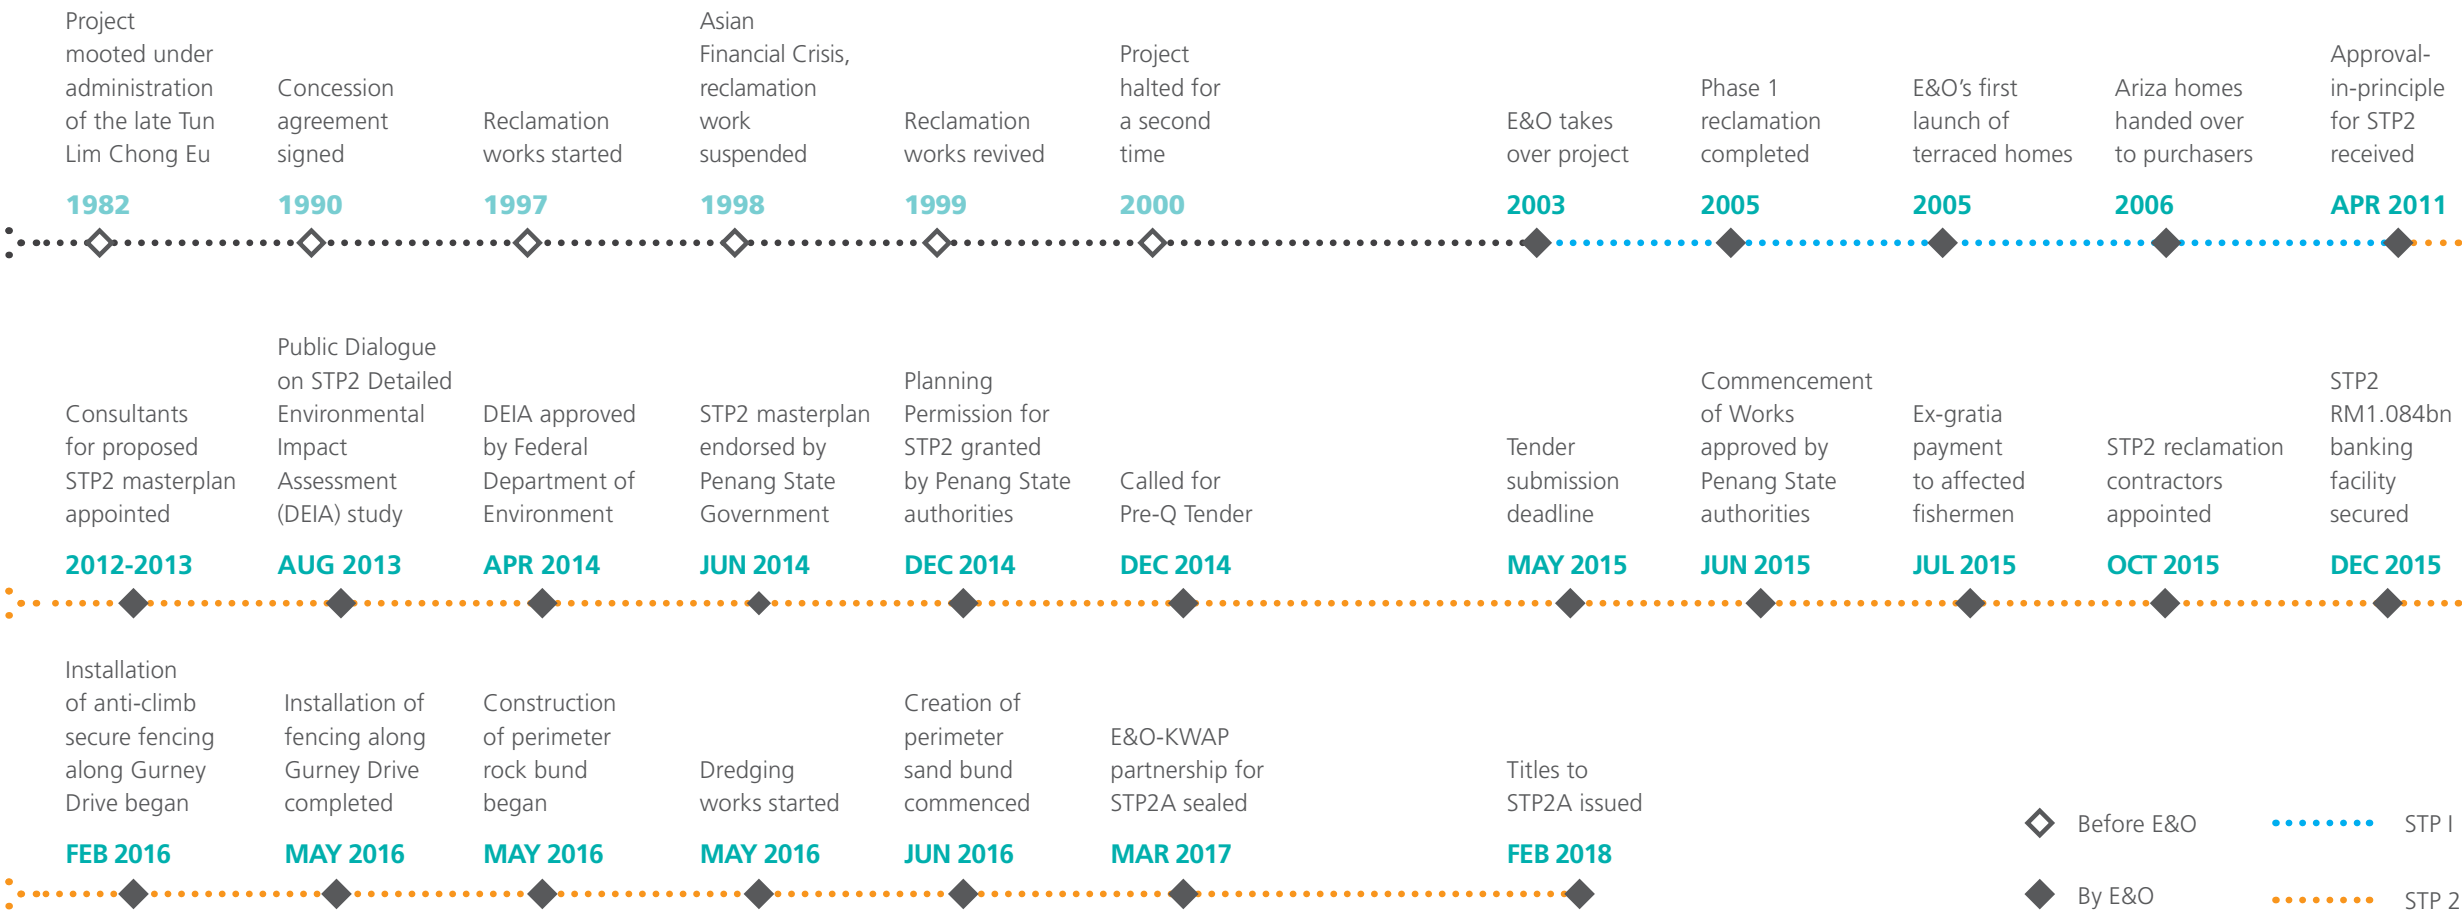 Project
mooted under
administration
of the late Tun
Lim Chong Eu
1982
Concession
agreement
signed
1990
Reclamation
works started
1997
Asian
Financial Crisis,
reclamation
work
suspended
1998
Reclamation
works revived
1999
Project
halted for
a second
time
2000
E&O takes
over project
2003
Phase 1
reclamation
completed
2005
E&O’s first
launch of
terraced homes
2005
Ariza homes
handed over
to purchasers
2006
Approval-
in-principle
for STP2
received
APR 2011
Consultants
for proposed
STP2 masterplan
appointed
2012-2013
Public Dialogue
on STP2 Detailed
Environmental
Impact
Assessment
(DEIA) study
AUG 2013
DEIA approved
by Federal
Department of
Environment
APR 2014
STP2 masterplan
endorsed by
Penang State
Government
JUN 2014
Planning
Permission for
STP2 granted
by Penang State
authorities
DEC 2014
Called for
Pre-Q Tender
DEC 2014
Tender
submission
deadline
MAY 2015
Commencement
of Works
approved by
Penang State
authorities
JUN 2015
Ex-gratia
payment
to affected
fishermen
JUL 2015
STP2 reclamation
contractors
appointed
OCT 2015
STP2
RM1.084bn
banking
facility
secured
DEC 2015
Installation
of anti-climb
secure fencing
along Gurney
Drive began
FEB 2016
Installation of
fencing along
Gurney Drive
completed
MAY 2016
Construction
of perimeter
rock bund
began
MAY 2016
Dredging
works started
MAY 2016
Creation of
perimeter
sand bund
commenced
JUN 2016
E&O-KWAP
partnership for
STP2A sealed
MAR 2017
Titles to
STP2A issued
FEB 2018
Before E&O
STP I
By E&O
STP 2